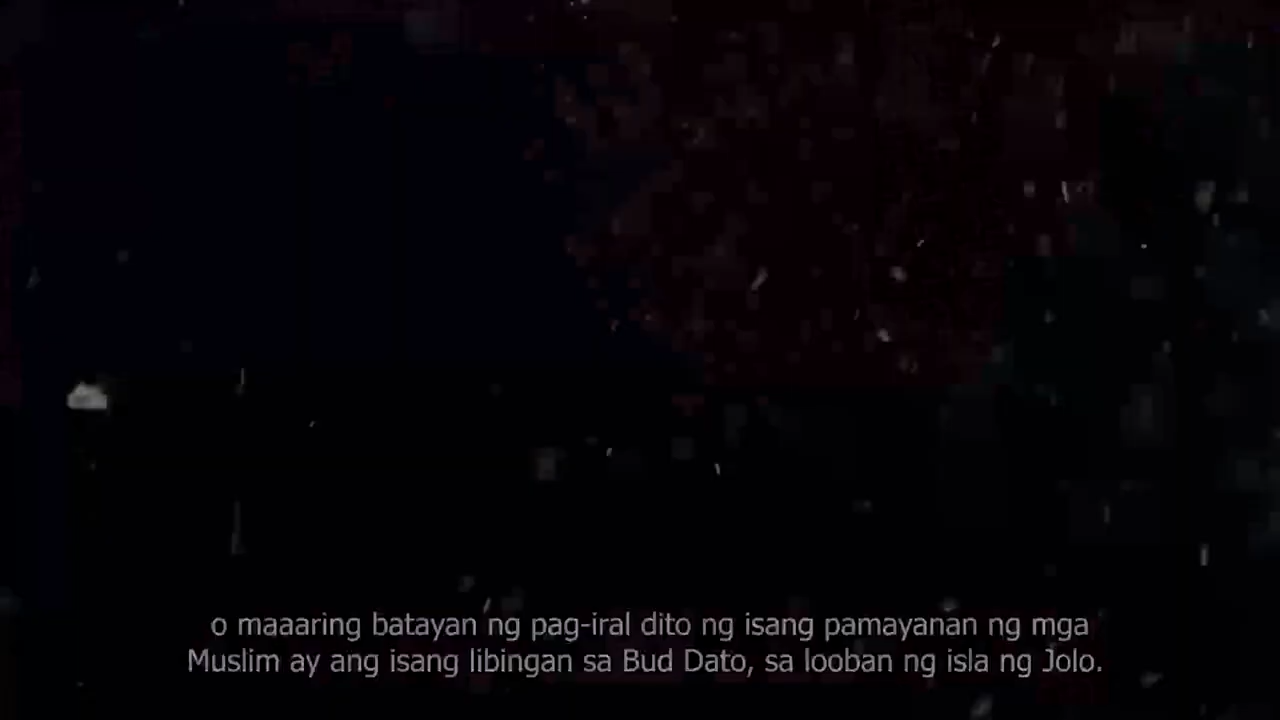 o maaaring batayan ng pag-iral dito ng isang pamayanan ng mga
Muslim ay ang isang libingan sa Bud Dato, sa looban ng isla ng Jolo.